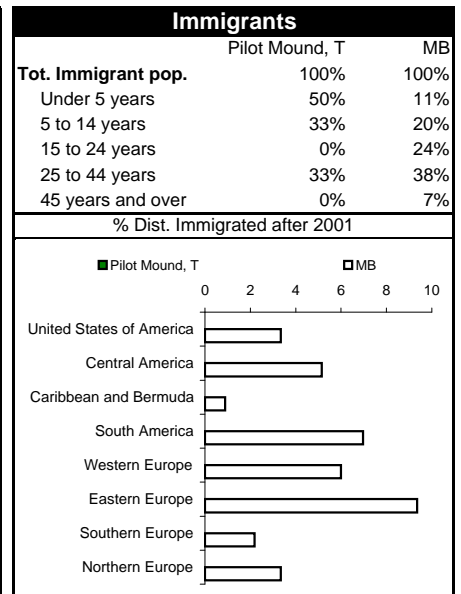 Immigrants
Pilot Mound, T MB
Tot. Immigrant pop. 100% 100%
Under 5 years 50% 11%
5 to 14 years 33% 20%
15 to 24 years 0% 24%
25 to 44 years 33% 38%
45 years and over 0% 7%
% Dist. Immigrated after 2001
Pilot Mound, T MB
0 2 4 6 8 10
United States of America
Central America
Caribbean and Bermuda
South America
Western Europe
Eastern Europe
Southern Europe
Northern Europe